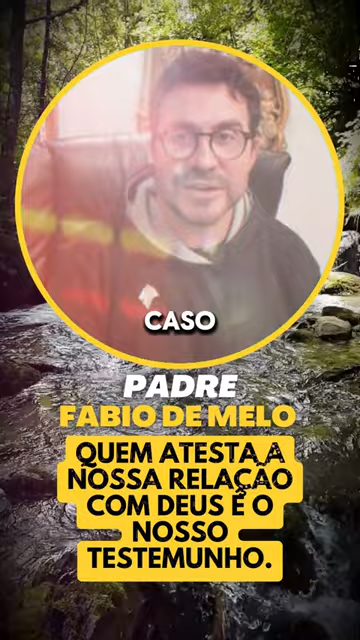 CASO
PADRE
FABIO DE MELO
QUEM ATESTA A
NOSSA RELAÇÃO
COM DEUS É O
NOSSO
TESTEMUNHO.